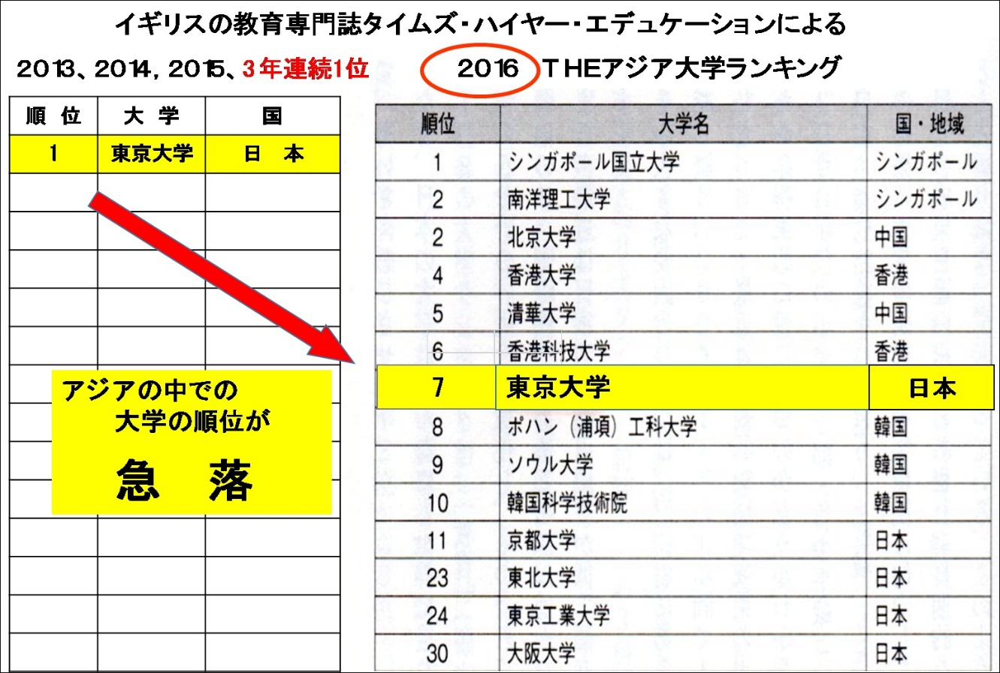 イギリスの教育専門誌タイムズ・ハイヤー・エデュケーションによる
2013、2014, 2015、3年連続1位
順 位 大 学 国
1 東京大学 日 本
アジアの中での
大学の順位が
急 落
2016 THEアジア大学ランキング
順位 大学名 国・地域
1 シンガポール国立大学 シンガポール
2 南洋理工大学 シンガポール
2 北京大学 中国
4 香港大学 香港
5 清華大学 中国
6 香港科技大学 香港
7 東京大学 日本
8 ポハン（浦項）工科大学 韓国
9 ソウル大学 韓国
10 韓国科学技術院 韓国
11 京都大学 日本
23 東北大学 日本
24 東京工業大学 日本
30 大阪大学 日本